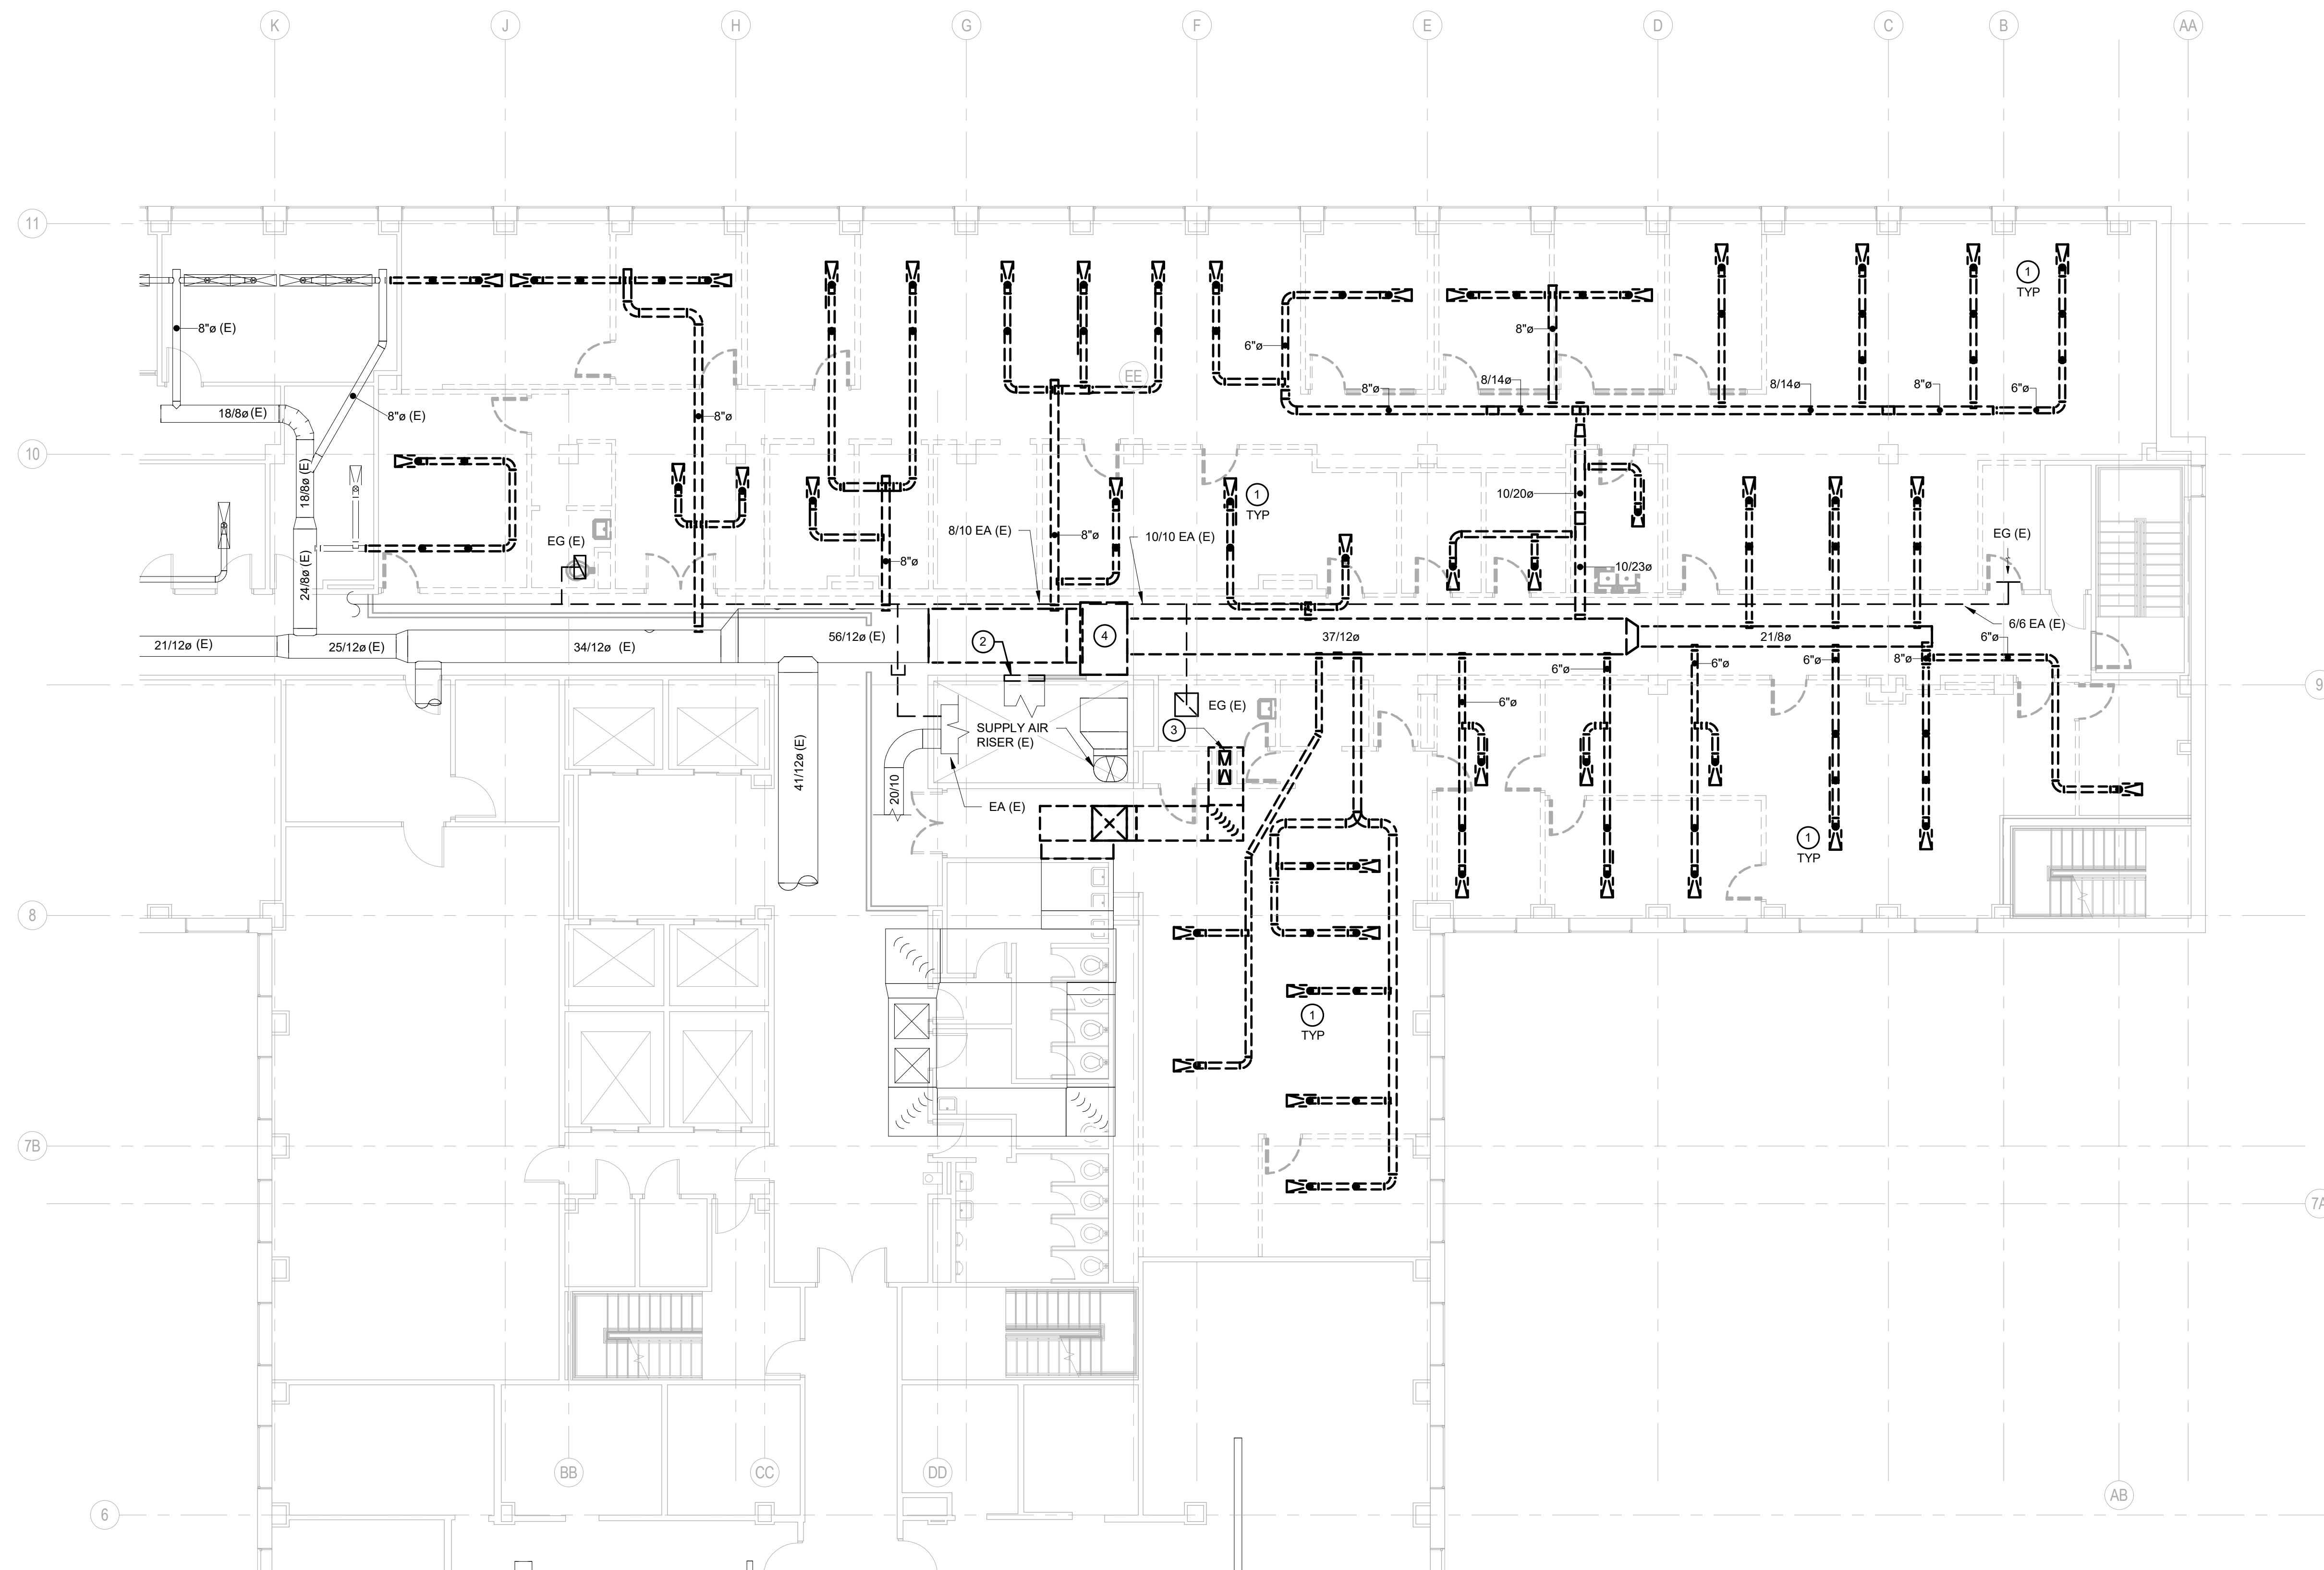 K
J
H
G
F
E
D
C
B
AA
11
1
TYP
8"ø (E)
8"ø
6"ø
EE
8"ø
8/14ø
8/14ø
8"ø
6"ø
18/8ø (E)
8"ø (E)
8"ø
10
18/8ø (E)
1
TYP
10/20ø
8/10 EA (E)
10/10 EA (E)
8"ø
EG (E)
EG (E)
8"ø
10/23ø
24/8ø (E)
6/6 EA (E)
21/12ø (E)
25/12ø (E)
34/12ø (E)
56/12ø (E)
2
4
37/12ø
21/8ø
6"ø
6"ø
6"ø
6"ø
8"ø
9
6"ø
EG (E)
3
SUPPLY AIR
RISER (E)
41/12ø (E)
20/10
EA (E)
1
TYP
8
1
TYP
7B
7A
BB
CC
DD
AB
6